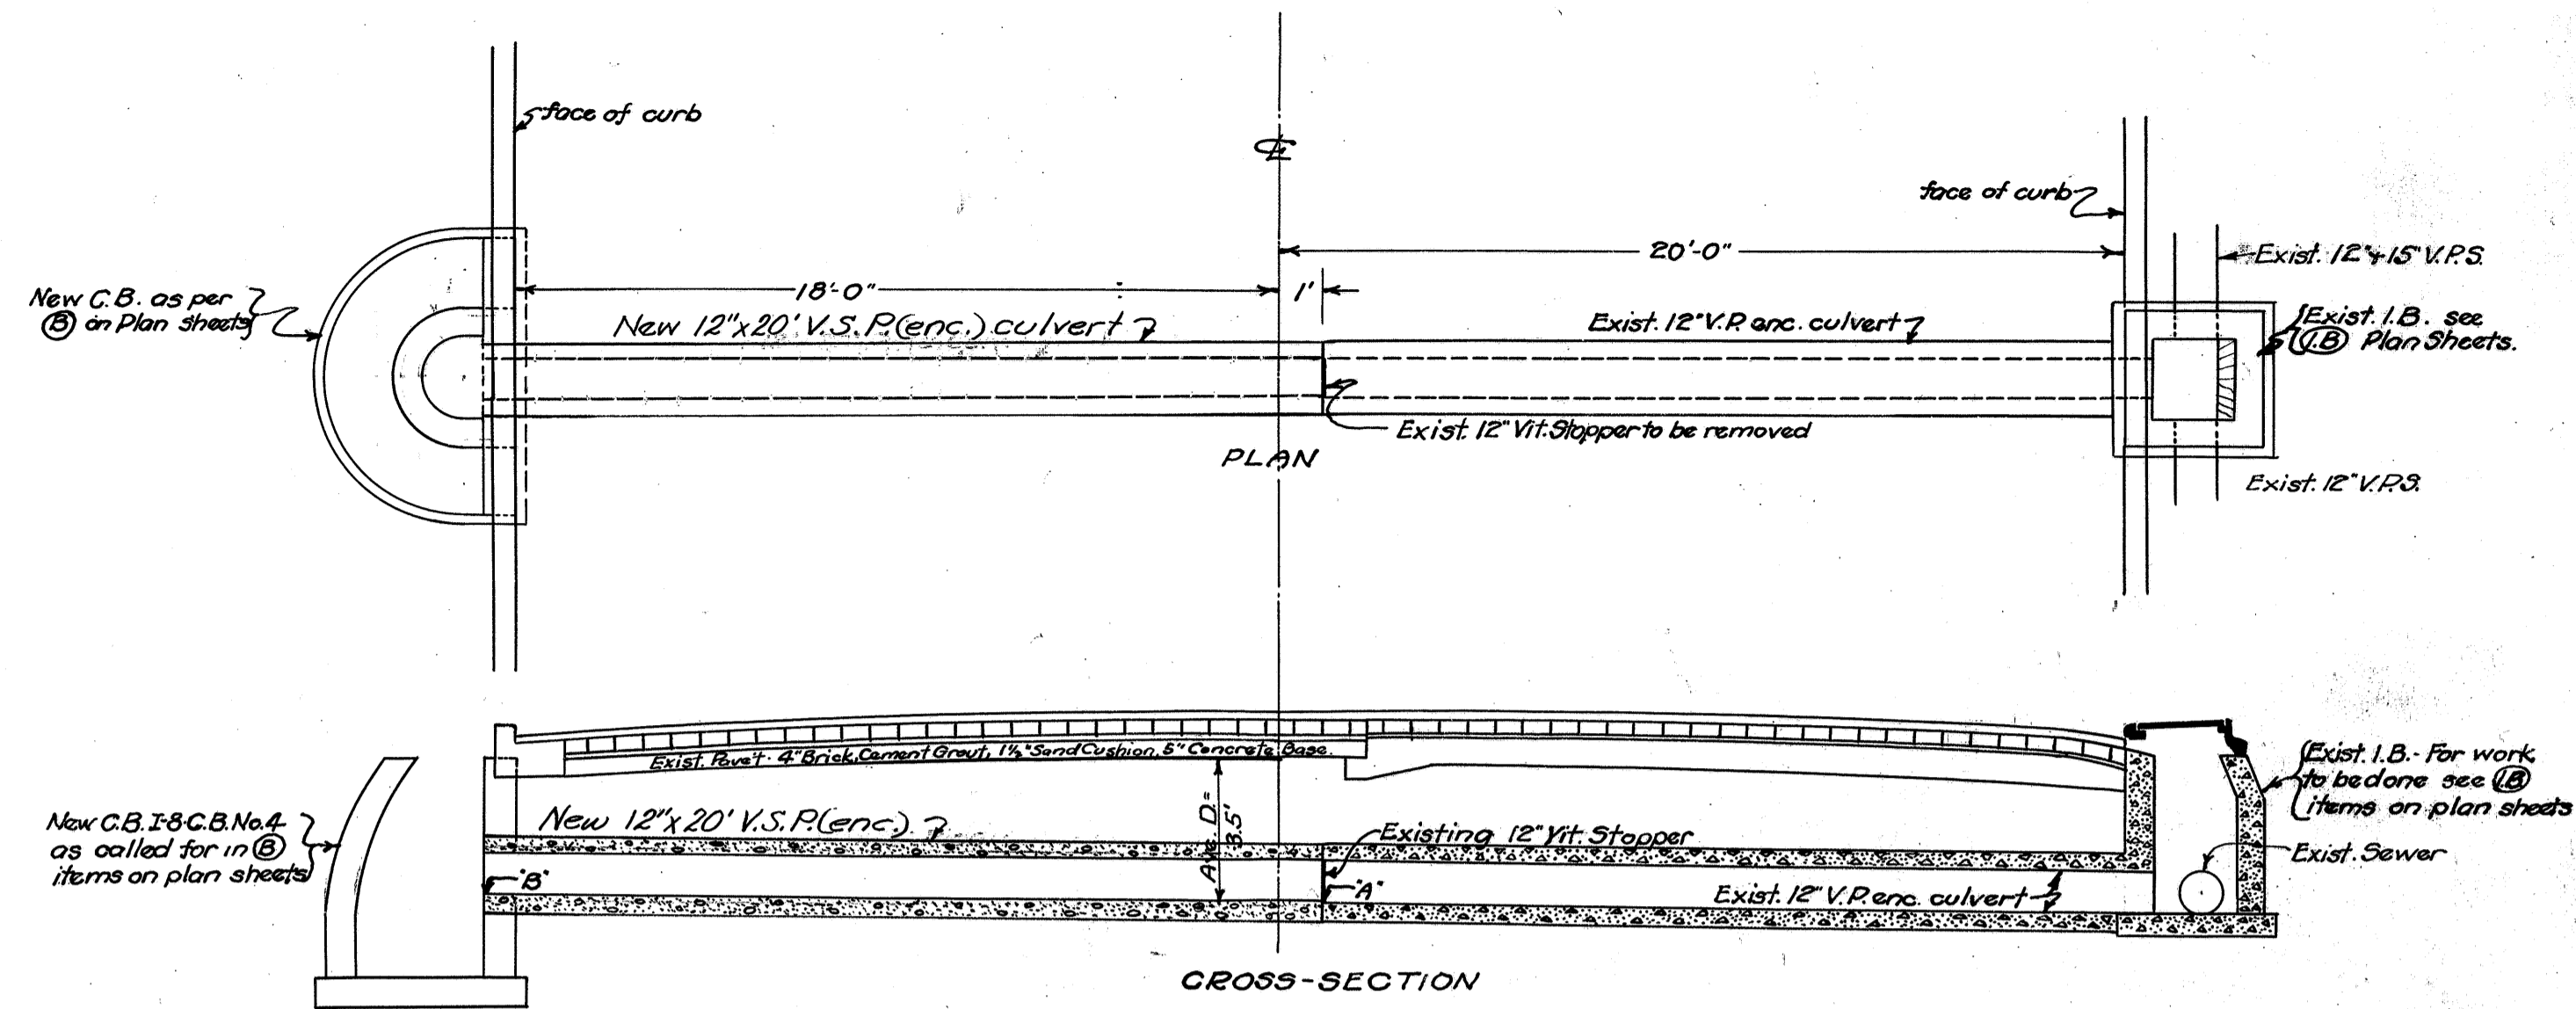 face of curb
℄
face of curb
20'-0"
Exist. 12"+15" V.P.S.
New C.B. as per
Ⓑ on Plan sheets
18'-0"
1'
New 12"x20' V.S.P.(enc.) culvert
Exist. 12" V.P. enc. culvert
Exist. I.B. see
(I.B) Plan Sheets.
Exist. 12" Vit. Stopper to be removed
PLAN
Exist. 12" V.P.S.
Exist. Pave't. 4" Brick, Cement Grout, 1½" Sand Cushion, 5" Concrete Base.
Exist. I.B. - For work
to be done see (I.B)
items on plan sheets
New C.B. I-8-C.B. No.4
as called for in Ⓑ
items on plan sheets
New 12"x20' V.S.P.(enc.)
Ave. D.=
3.5'
Existing 12" Vit. Stopper
Exist. Sewer
"B"
"A"
Exist. 12" V.P. enc. culvert
CROSS-SECTION